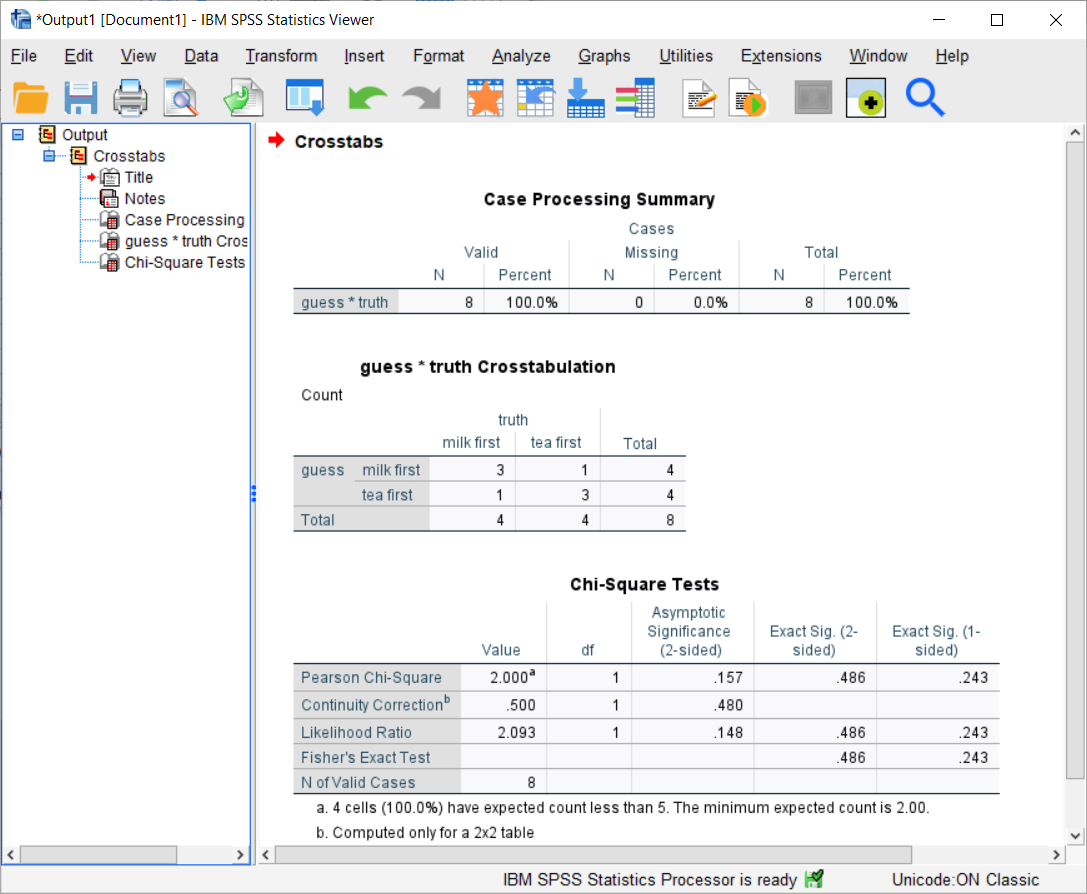 *Output1 [Document1] - IBM SPSS Statistics Viewer
File Edit View Data Transform Insert Format Analyze Graphs Utilities Extensions Window Help
Output
Crosstabs
Title
Notes
Case Processing
guess * truth Cros
Chi-Square Tests
Crosstabs
Case Processing Summary
Cases
Valid Missing Total
N Percent N Percent N Percent
guess * truth 8 100.0% 0 0.0% 8 100.0%
guess * truth Crosstabulation
Count
truth
milk first tea first Total
guess milk first 3 1 4
tea first 1 3 4
Total 4 4 8
Chi-Square Tests
Value df Asymptotic Significance (2-sided) Exact Sig. (2-sided) Exact Sig. (1-sided)
Pearson Chi-Square 2.000a 1 .157 .486 .243
Continuity Correctionb .500 1 .480
Likelihood Ratio 2.093 1 .148 .486 .243
Fisher's Exact Test .486 .243
N of Valid Cases 8
a. 4 cells (100.0%) have expected count less than 5. The minimum expected count is 2.00.
b. Computed only for a 2x2 table
IBM SPSS Statistics Processor is ready Unicode:ON Classic